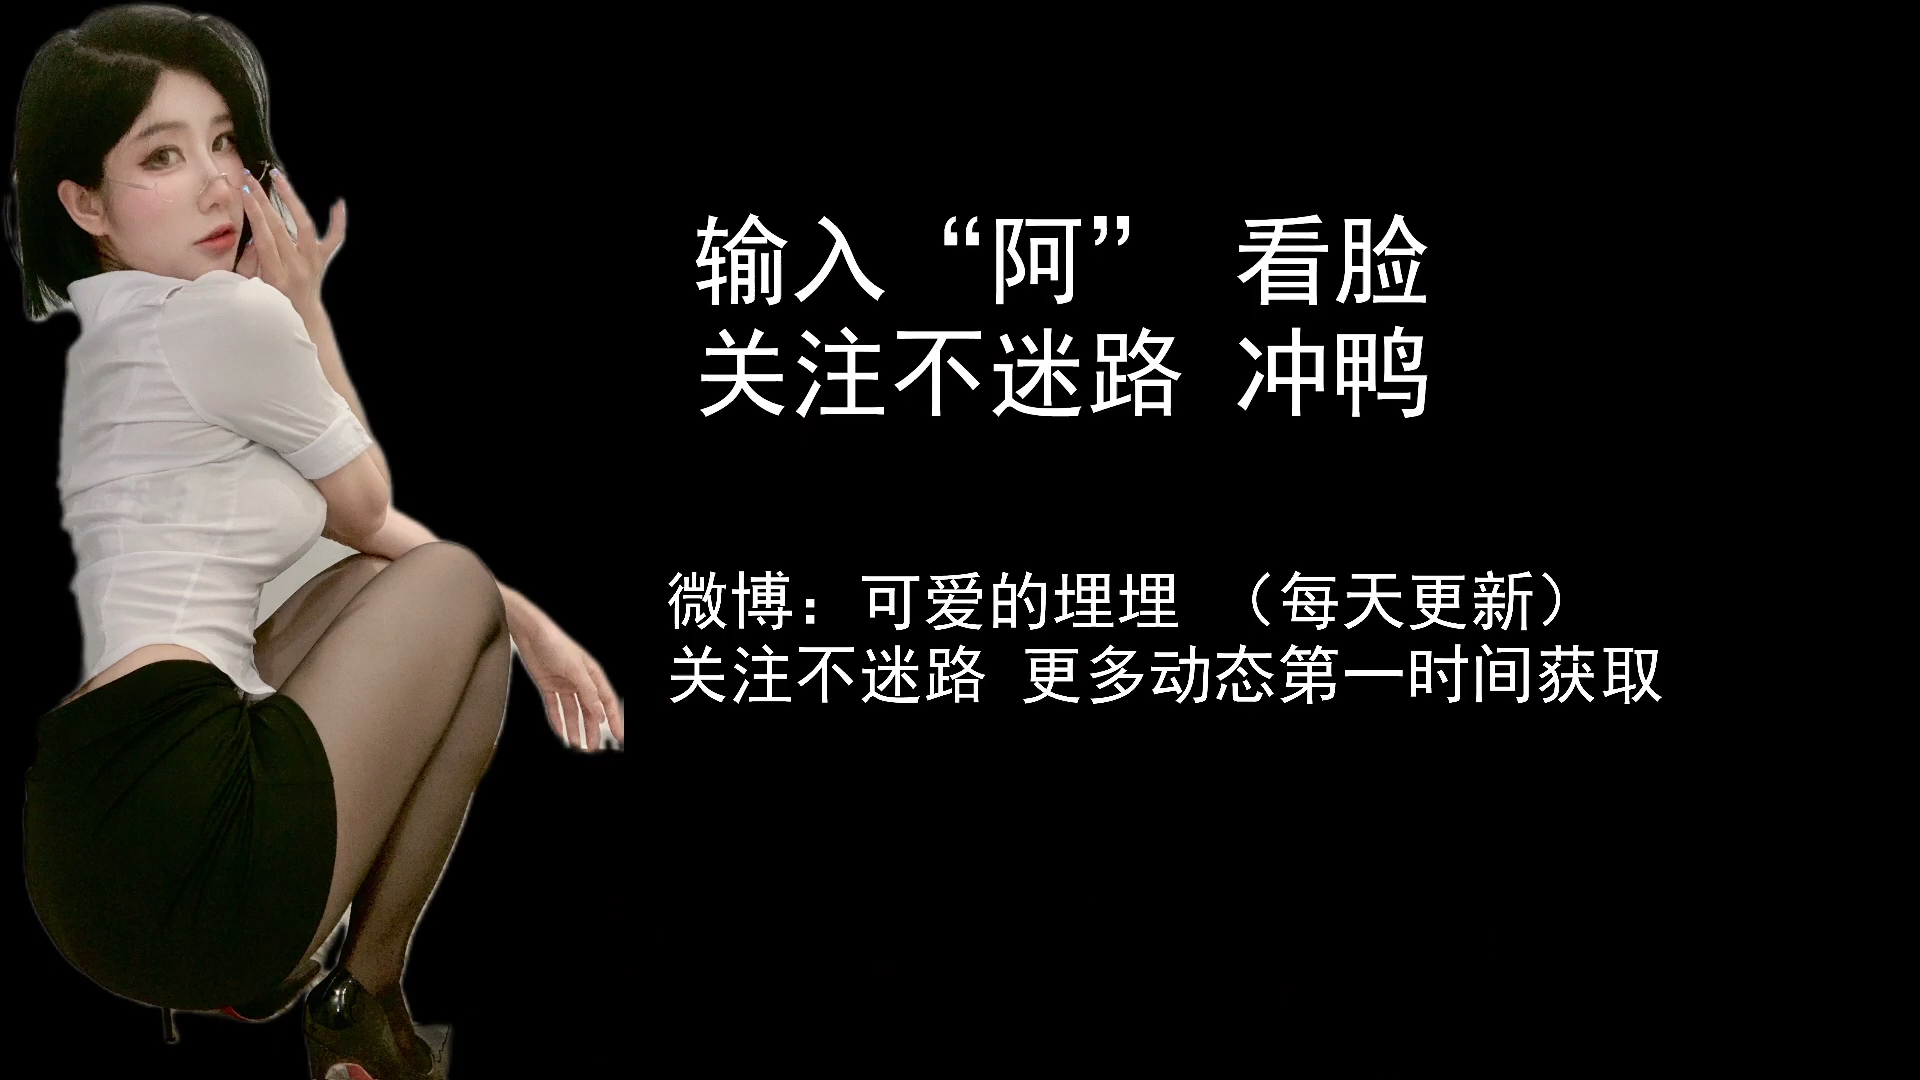 输入“阿” 看脸
关注不迷路 冲鸭
微博：可爱的埋埋 （每天更新）
关注不迷路 更多动态第一时间获取